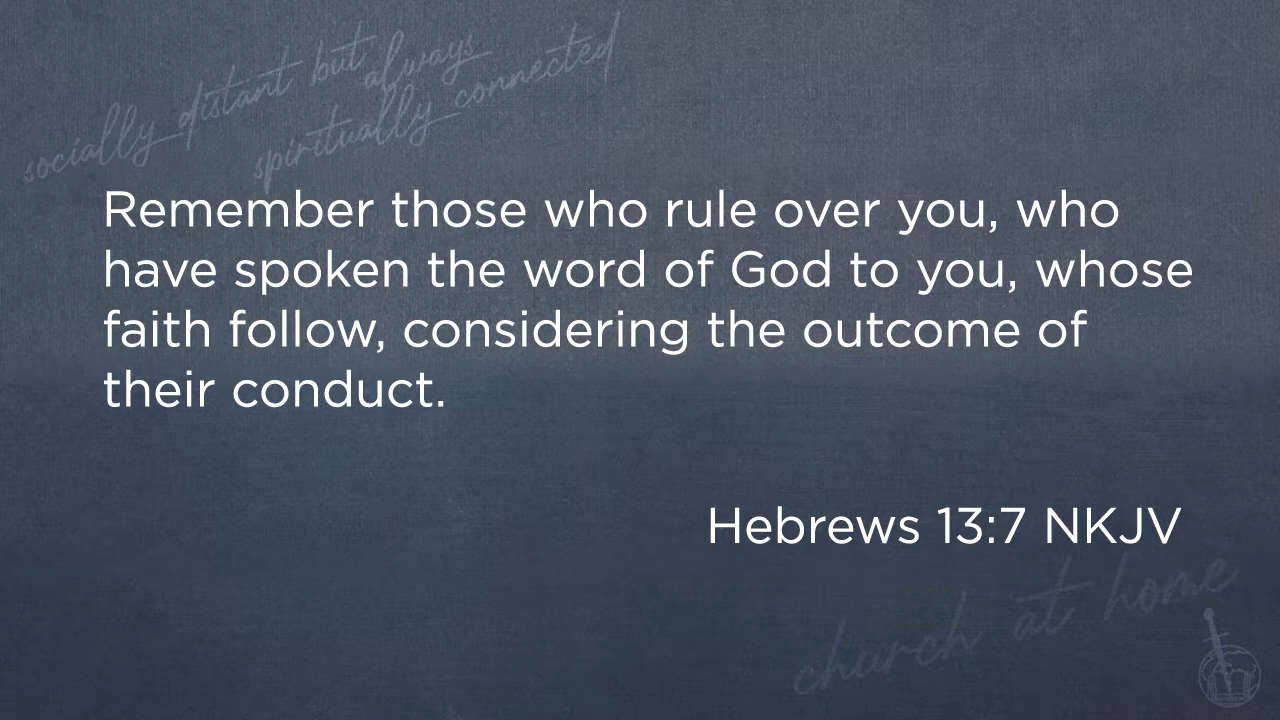 socially distant but always
spiritually connected
Remember those who rule over you, who
have spoken the word of God to you, whose
faith follow, considering the outcome of
their conduct.
Hebrews 13:7 NKJV
church at home